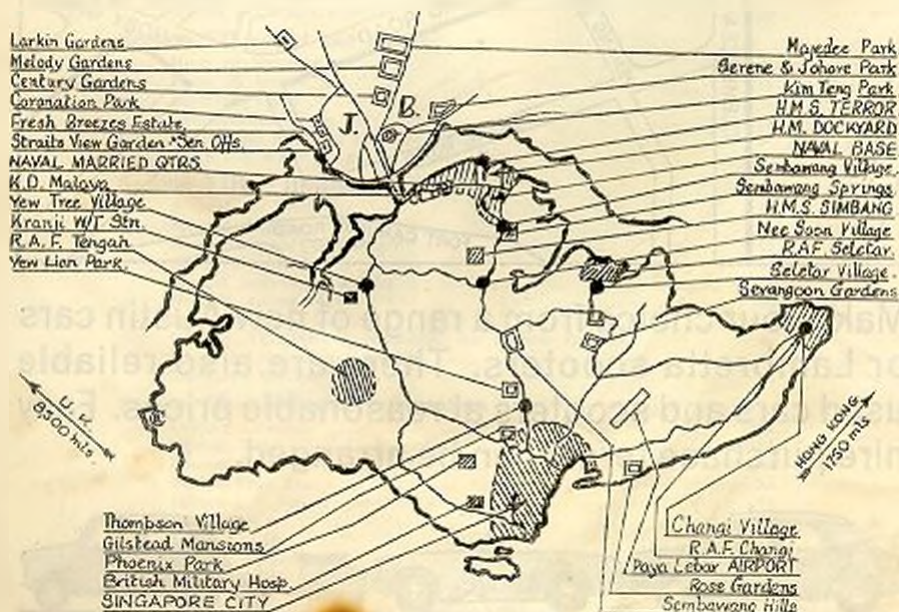 Larkin Gardens
Melody Gardens
Century Gardens
Coronation Park
Fresh Breezes Estate
Straits View Garden "Sen. Offs.
NAVAL MARRIED QTRS
K.D. Malaya
Yew Tree Village
Kranji W/T Stn.
R.A.F. Tengah
Yew Lian Park.
Majedee Park
Serene & Johore Park
Kim Teng Park
H.M.S. TERROR
H.M. DOCKYARD
NAVAL BASE
Sembawang Village
Sembawang Springs
H.M.S. SIMBANG
Nee Soon Village
R.A.F. Seletar.
Seletar Village.
Serangoon Gardens
J. B.
U.K.
8500 mls
HONG KONG
1750 mls
Thompson Village
Gilstead Mansions
Phoenix Park
British Military Hosp.
SINGAPORE CITY
Changi Village
R.A.F. Changi
Paya Lebar AIRPORT
Rose Gardens
Sembawang Hills